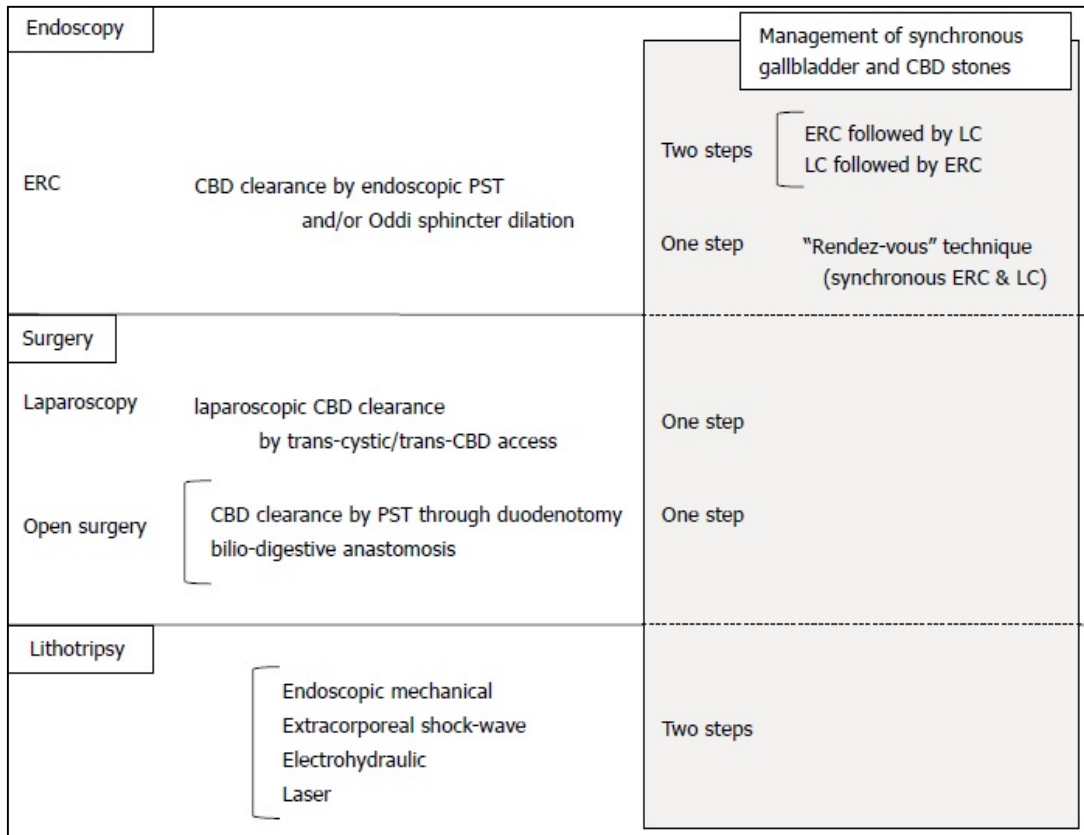 Endoscopy
Management of synchronous
gallbladder and CBD stones
ERC
CBD clearance by endoscopic PST
and/or Oddi sphincter dilation
Two steps
ERC followed by LC
LC followed by ERC
One step
“Rendez-vous” technique
(synchronous ERC & LC)
Surgery
Laparoscopy
laparoscopic CBD clearance
by trans-cystic/trans-CBD access
One step
Open surgery
CBD clearance by PST through duodenotomy
bilio-digestive anastomosis
One step
Lithotripsy
Endoscopic mechanical
Extracorporeal shock-wave
Electrohydraulic
Laser
Two steps